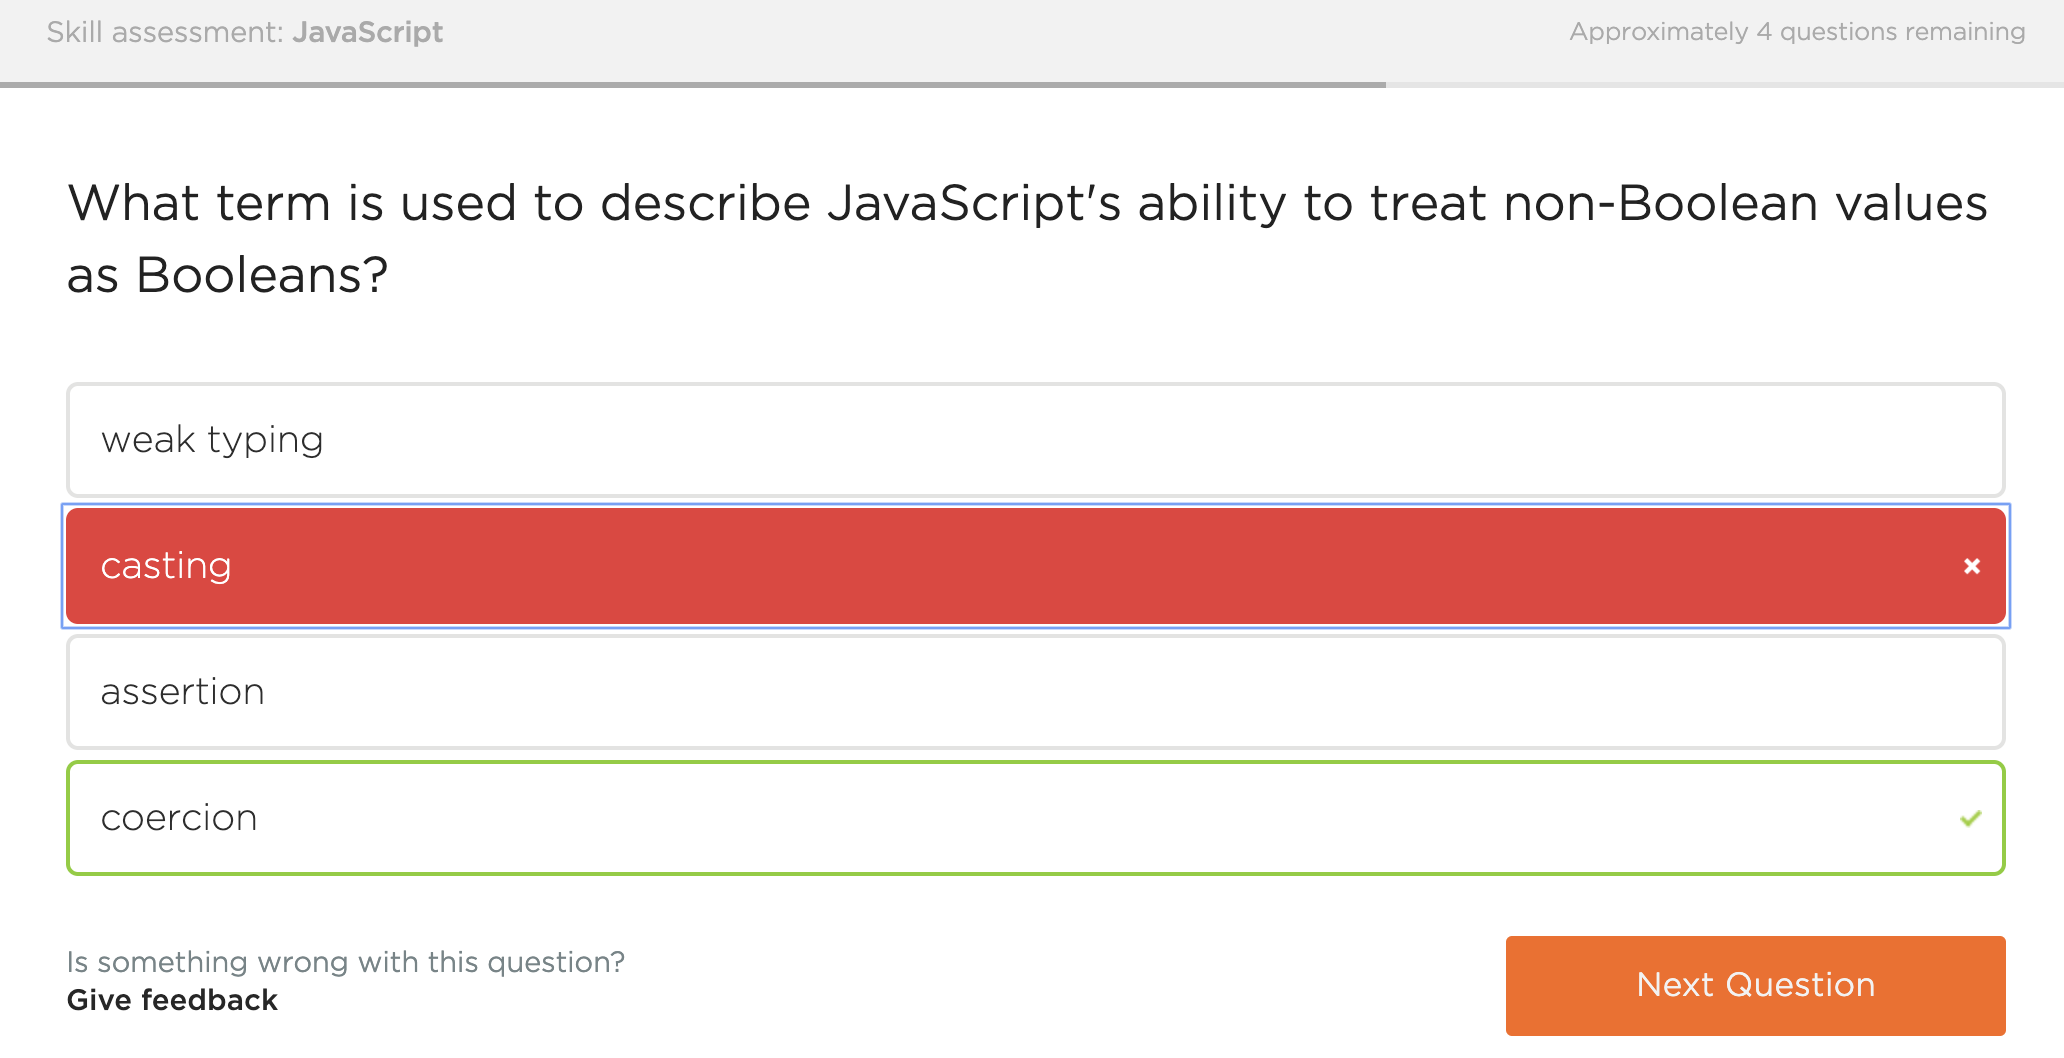 Skill assessment: JavaScript
Approximately 4 questions remaining
What term is used to describe JavaScript's ability to treat non-Boolean values
as Booleans?
weak typing
casting
assertion
coercion
Is something wrong with this question?
Give feedback
Next Question